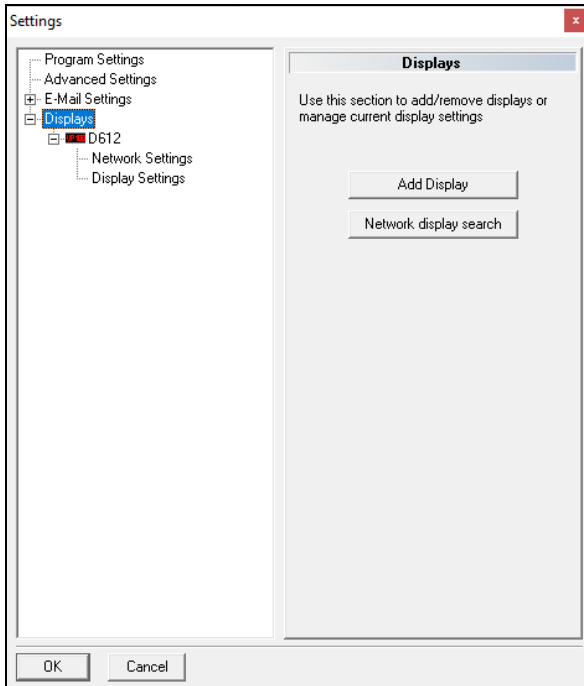 Settings
x
Program Settings
Advanced Settings
E-Mail Settings
Displays
D612
Network Settings
Display Settings
Displays
Use this section to add/remove displays or
manage current display settings
Add Display
Network display search
OK
Cancel